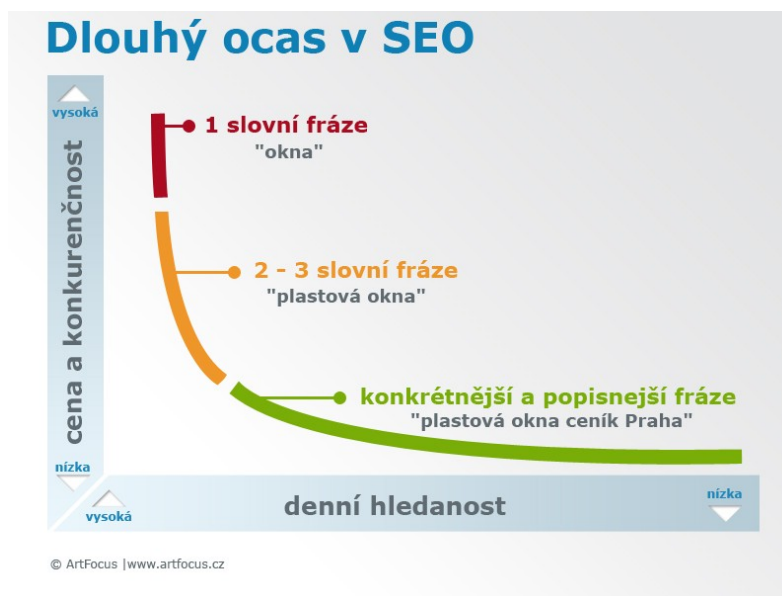 Dlouhý ocas v SEO
vysoká
cena a konkurenčnost
nízka
1 slovní fráze
"okna"
2 - 3 slovní fráze
"plastová okna"
konkrétnější a popisnejší fráze
"plastová okna ceník Praha"
vysoká
denní hledanost
nízka
© ArtFocus |www.artfocus.cz